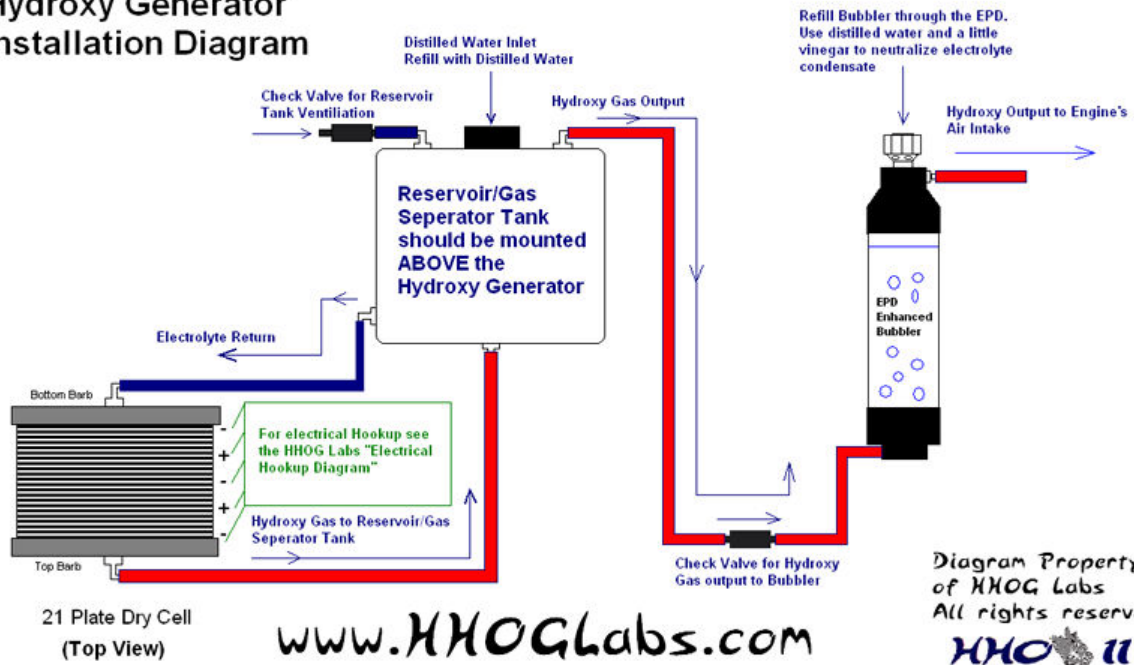 Hydroxy Generator
Installation Diagram
Distilled Water Inlet
Refill with Distilled Water
Refill Bubbler through the EPD.
Use distilled water and a little
vinegar to neutralize electrolyte
condensate
Check Valve for Reservoir
Tank Ventiliation
Hydroxy Gas Output
Hydroxy Output to Engine's
Air Intake
Reservoir/Gas
Seperator Tank
should be mounted
ABOVE the
Hydroxy Generator
EPD
Enhanced
Bubbler
Electrolyte Return
Bottom Barb
-
+
-
+
-
For electrical Hookup see
the HHOG Labs "Electrical
Hookup Diagram"
Hydroxy Gas to Reservoir/Gas
Seperator Tank
Top Barb
Check Valve for Hydroxy
Gas output to Bubbler
21 Plate Dry Cell
(Top View)
www.HHOGLabs.com
Diagram Property
of HHOG Labs
All rights reserv
HHO